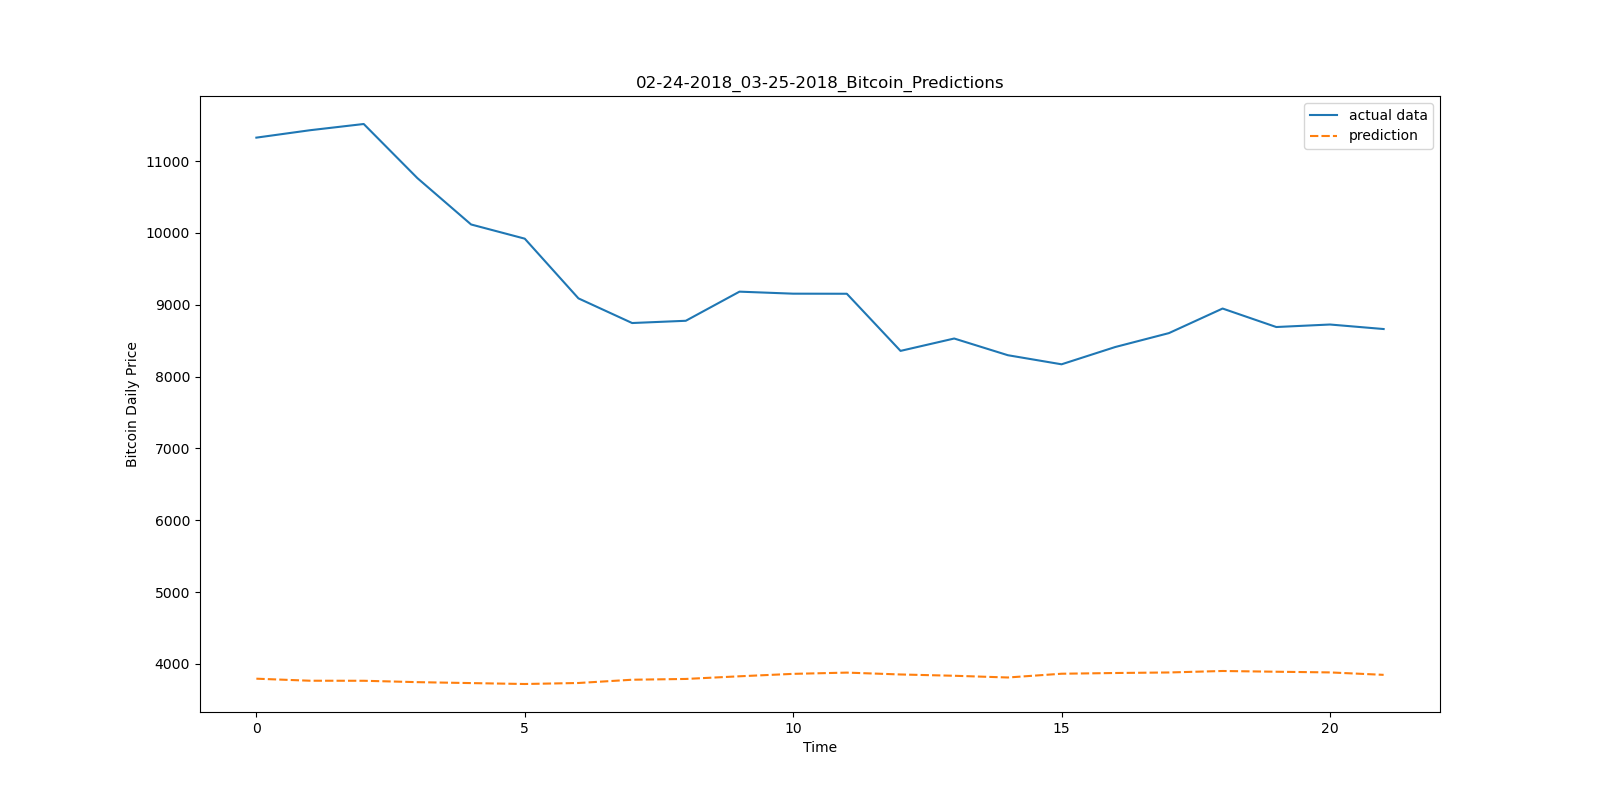 02-24-2018_03-25-2018_Bitcoin_Predictions
actual data
prediction
11000
10000
9000
8000
7000
6000
5000
4000
Bitcoin Daily Price
0
5
10
15
20
Time